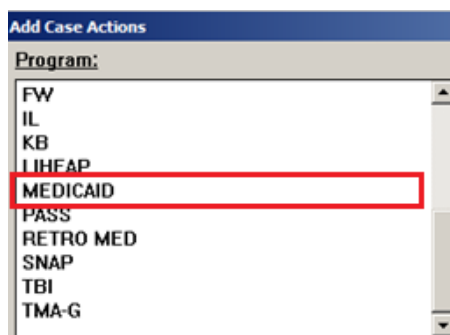 Add Case Actions
Program:
FW
IL
KB
LIHEAP
MEDICAID
PASS
RETRO MED
SNAP
TBI
TMA-G